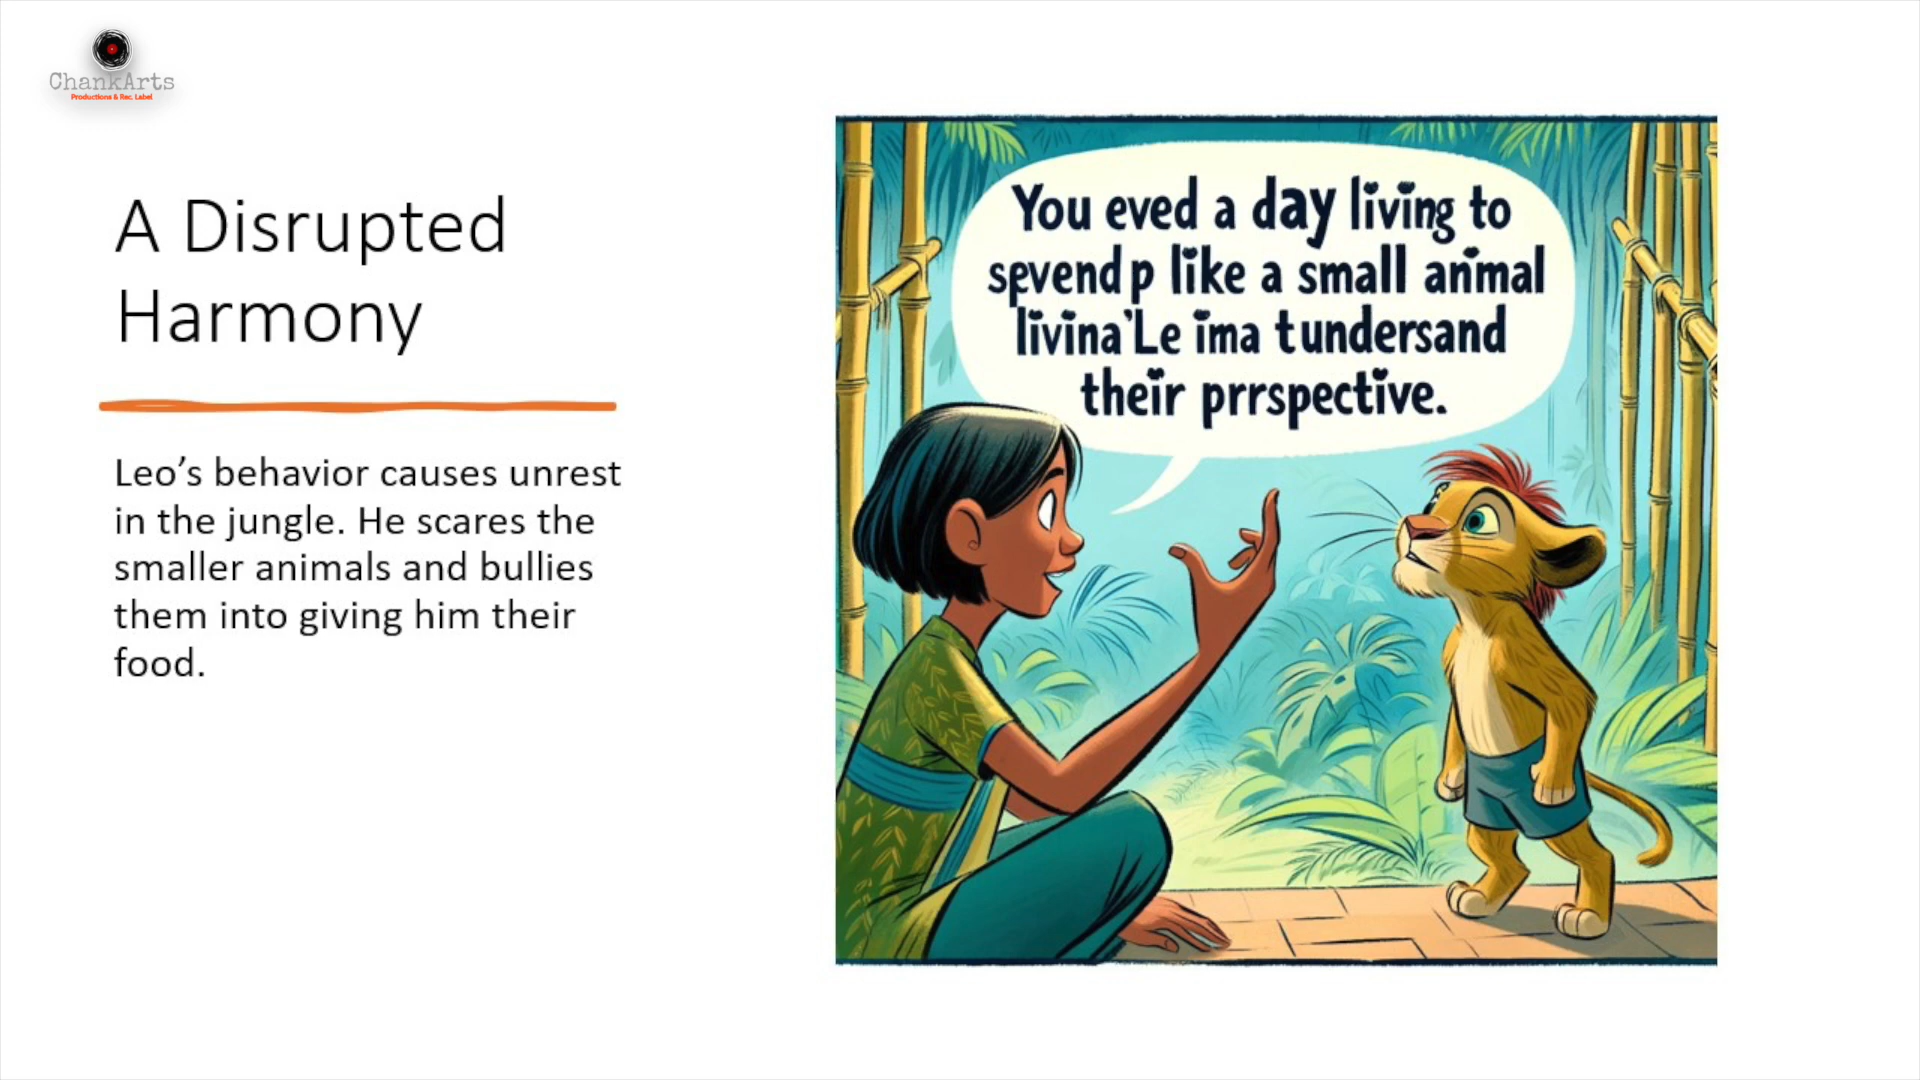 ChankArts
Productions & Rec. Label
A Disrupted
Harmony
Leo’s behavior causes unrest
in the jungle. He scares the
smaller animals and bullies
them into giving him their
food.
You eved a day living to
spvend p like a small animal
livina'Le ima tundersand
their prrspective.